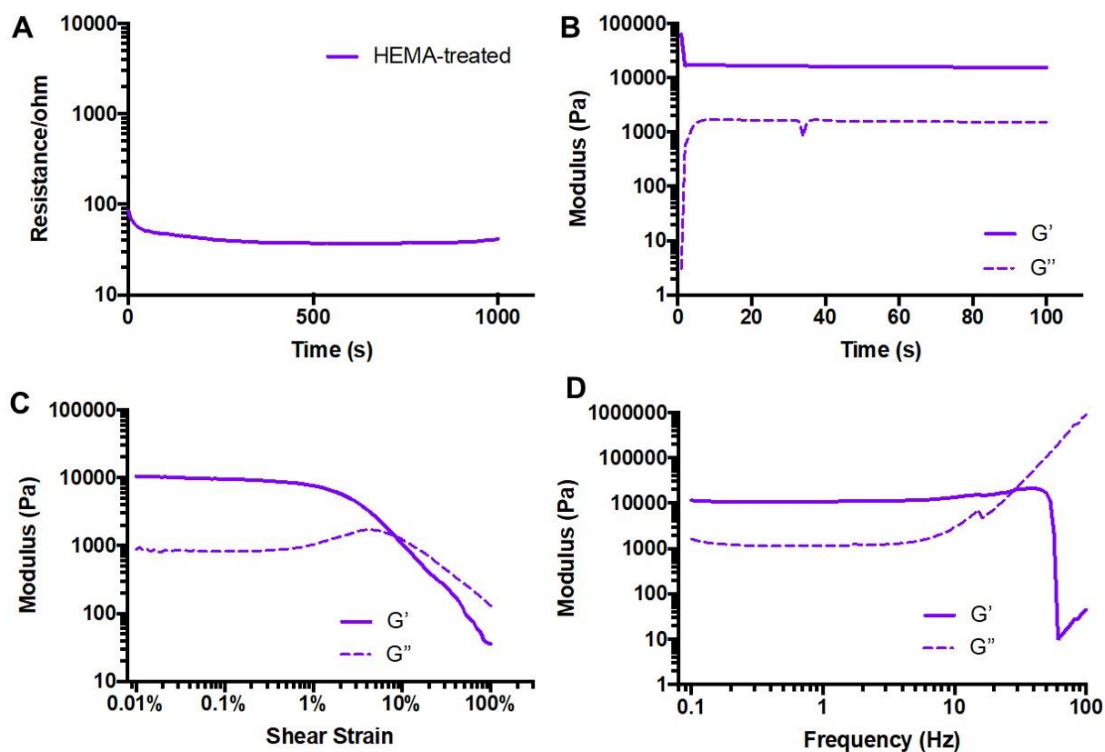 A
10000
1000
100
10
Resistance/ohm
HEMA-treated
0
500
1000
Time (s)
B
100000
10000
1000
100
10
1
Modulus (Pa)
G’
G”
0
20
40
60
80
100
Time (s)
C
100000
10000
1000
100
10
Modulus (Pa)
G’
G”
0.01%
0.1%
1%
10%
100%
Shear Strain
D
1000000
100000
10000
1000
100
10
1
Modulus (Pa)
G’
G”
0.1
1
10
100
Frequency (Hz)